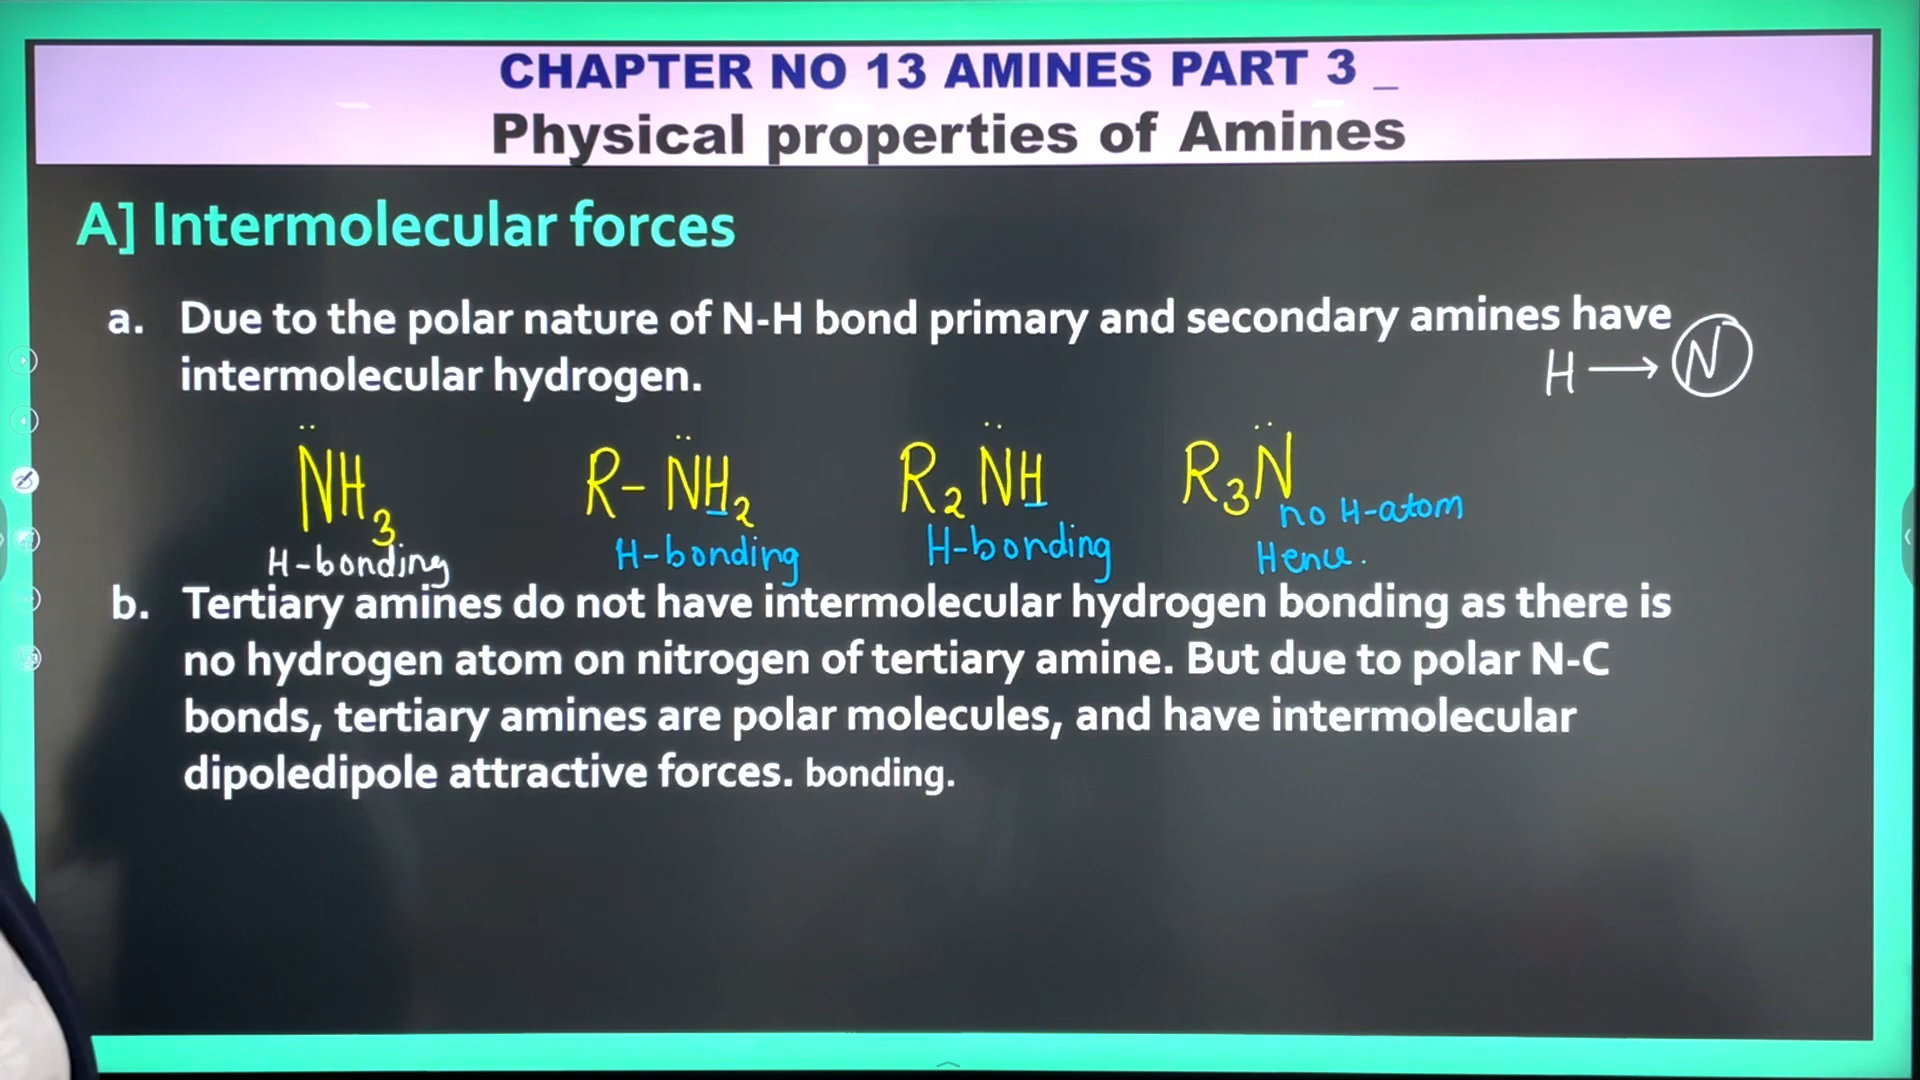 CHAPTER NO 13 AMINES PART 3 _
Physical properties of Amines
A] Intermolecular forces
a. Due to the polar nature of N-H bond primary and secondary amines have
intermolecular hydrogen.
H → N
N̈H₃ R-N̈H₂ R₂N̈H R₃N̈
no H-atom
H-bonding H-bonding H-bonding Hence.
b. Tertiary amines do not have intermolecular hydrogen bonding as there is
no hydrogen atom on nitrogen of tertiary amine. But due to polar N-C
bonds, tertiary amines are polar molecules, and have intermolecular
dipoledipole attractive forces. bonding.